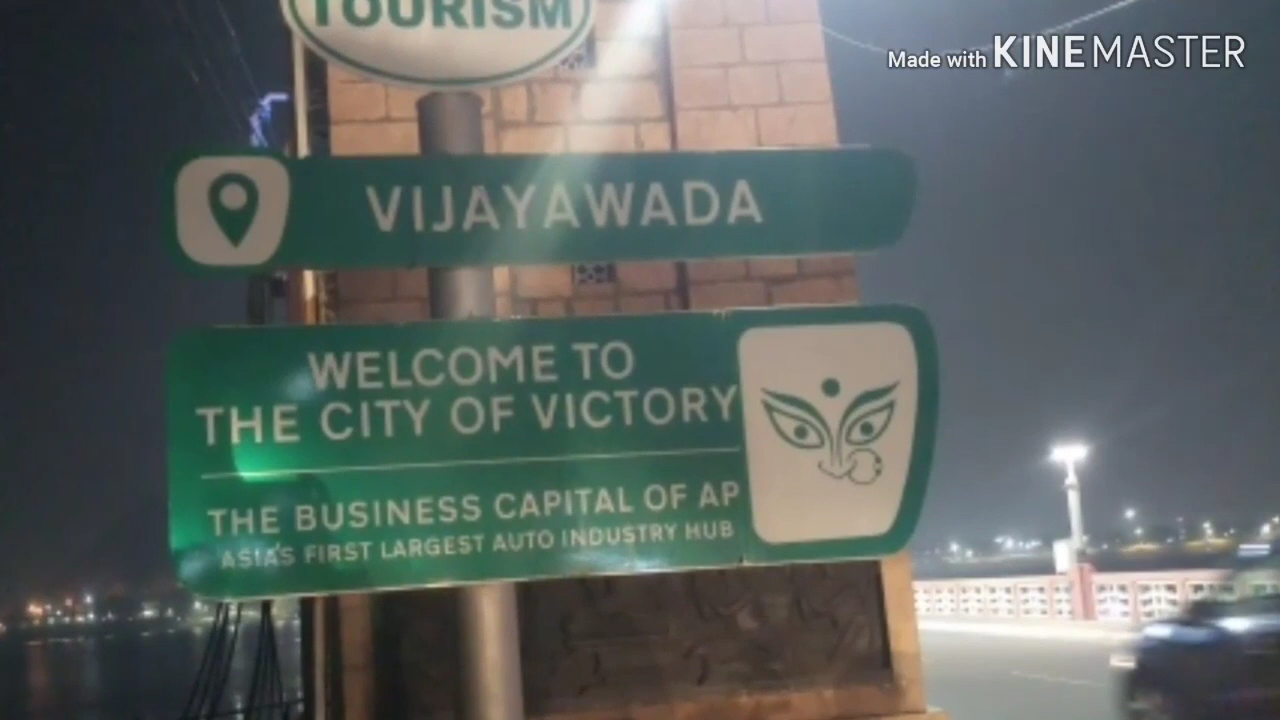 TOURISM
Made with KINEMASTER
VIJAYAWADA
WELCOME TO
THE CITY OF VICTORY
THE BUSINESS CAPITAL OF AP
ASIA'S FIRST LARGEST AUTO INDUSTRY HUB